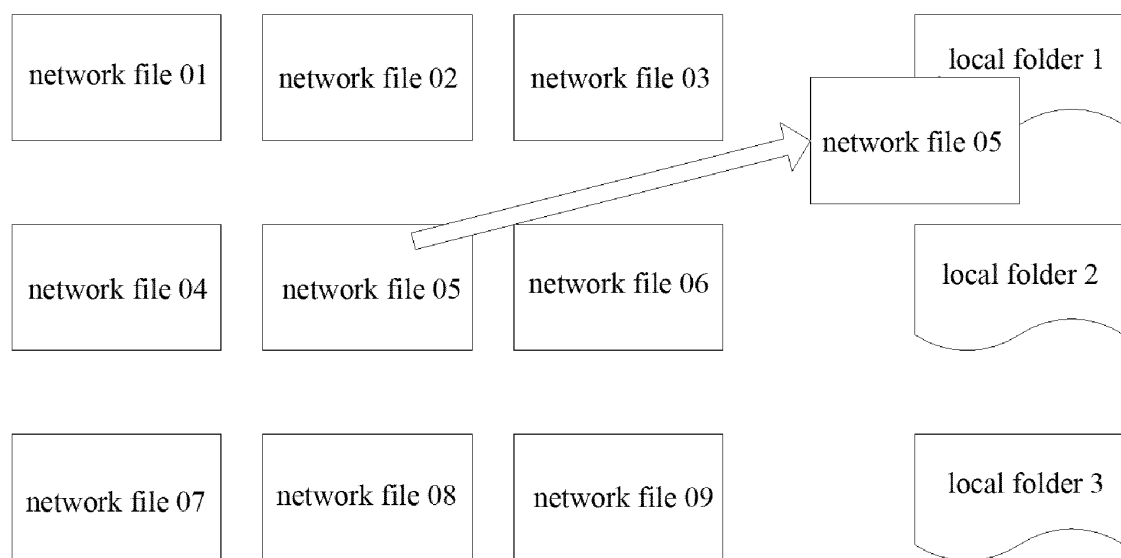 network file 01
network file 02
network file 03
local folder 1
network file 05
network file 04
network file 05
network file 06
local folder 2
network file 07
network file 08
network file 09
local folder 3